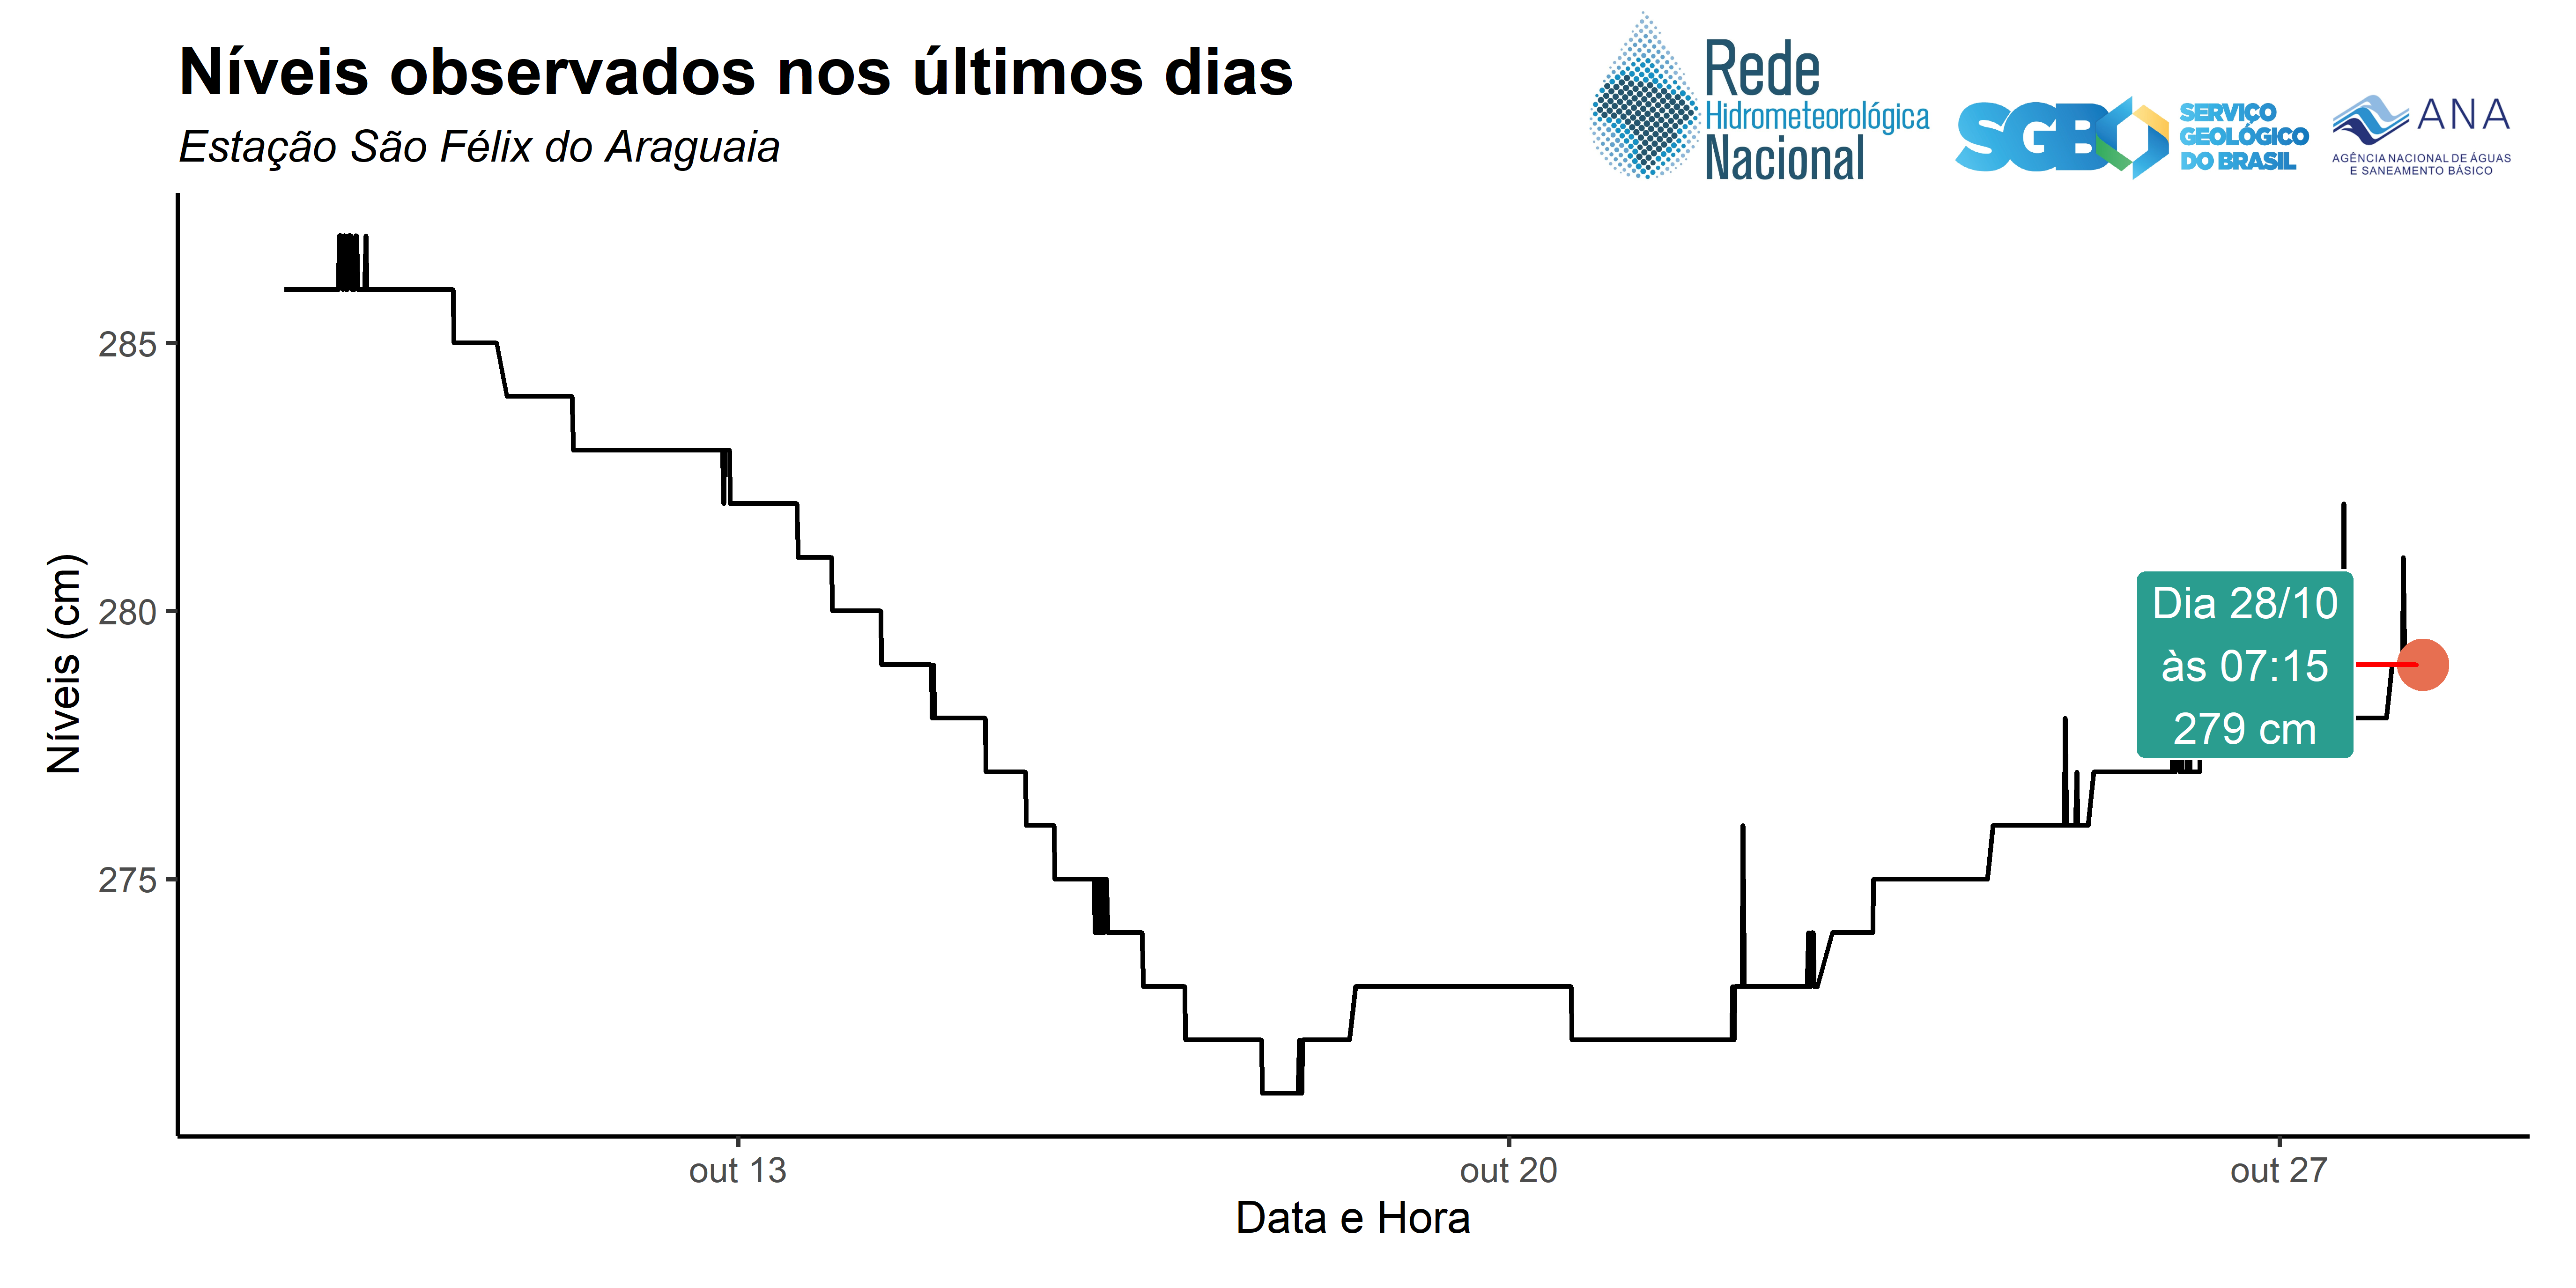 Níveis observados nos últimos dias
Estação São Félix do Araguaia
Rede
Hidrometeorológica
Nacional
SGB
SERVIÇO
GEOLÓGICO
DO BRASIL
ANA
AGÊNCIA NACIONAL DE ÁGUAS
E SANEAMENTO BÁSICO
Níveis (cm)
285
280
275
Dia 28/10
às 07:15
279 cm
out 13
out 20
out 27
Data e Hora